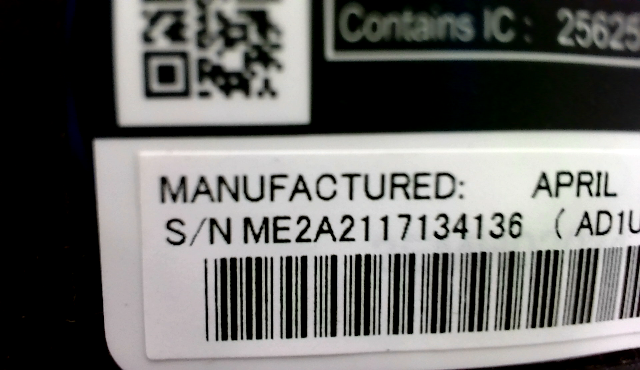 Contains IC : 25625
MANUFACTURED: APRIL
S/N ME2A2117134136 ( AD1U